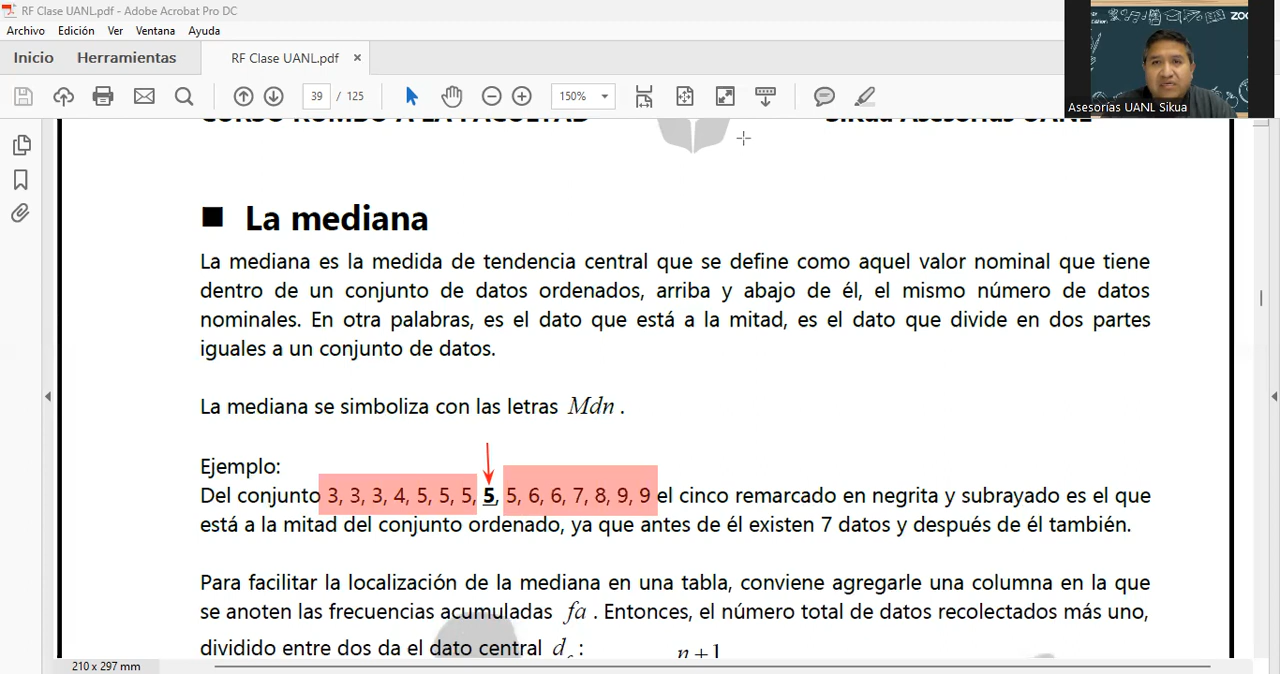 RF Clase UANL.pdf - Adobe Acrobat Pro DC
Archivo Edición Ver Ventana Ayuda
Inicio Herramientas RF Clase UANL.pdf ×
39 / 125 150%
Asesorías UANL Sikua
CURSO RUMBO A LA FACULTAD Sikua Asesorías UANL
La mediana
La mediana es la medida de tendencia central que se define como aquel valor nominal que tiene
dentro de un conjunto de datos ordenados, arriba y abajo de él, el mismo número de datos
nominales. En otra palabras, es el dato que está a la mitad, es el dato que divide en dos partes
iguales a un conjunto de datos.
La mediana se simboliza con las letras Mdn .
Ejemplo:
Del conjunto 3, 3, 3, 4, 5, 5, 5, 5, 5, 6, 6, 7, 8, 9, 9 el cinco remarcado en negrita y subrayado es el que
está a la mitad del conjunto ordenado, ya que antes de él existen 7 datos y después de él también.
Para facilitar la localización de la mediana en una tabla, conviene agregarle una columna en la que
se anoten las frecuencias acumuladas fa . Entonces, el número total de datos recolectados más uno,
dividido entre dos da el dato central d :
n + 1
210 x 297 mm